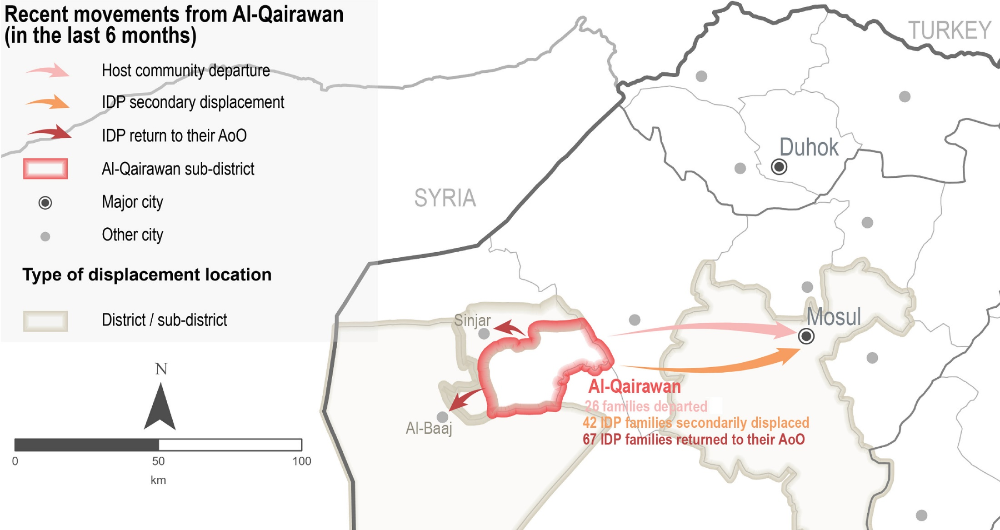 Recent movements from Al-Qairawan
(in the last 6 months)
Host community departure
IDP secondary displacement
IDP return to their AoO
Al-Qairawan sub-district
Major city
Other city
Type of displacement location
District / sub-district
N
0 50 100
km
TURKEY
SYRIA
Duhok
Sinjar
Mosul
Al-Baaj
Al-Qairawan
26 families departed
42 IDP families secondarily displaced
67 IDP families returned to their AoO